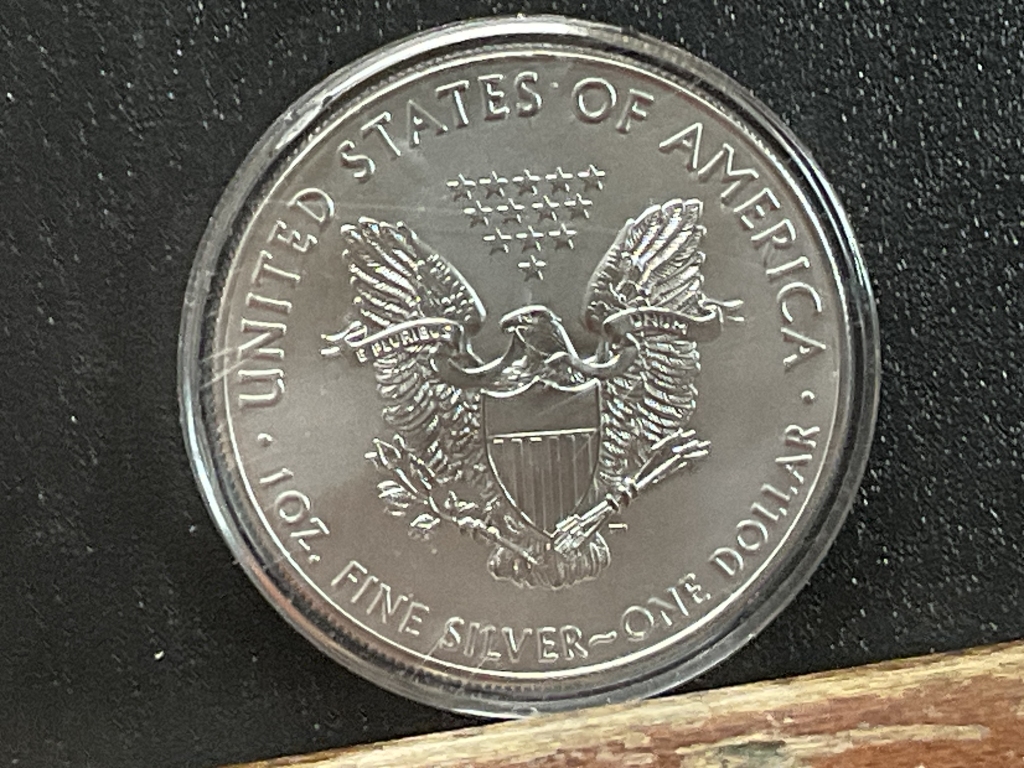 UNITED STATES OF AMERICA
E PLURIBUS UNUM
· 1 OZ. FINE SILVER~ONE DOLLAR ·